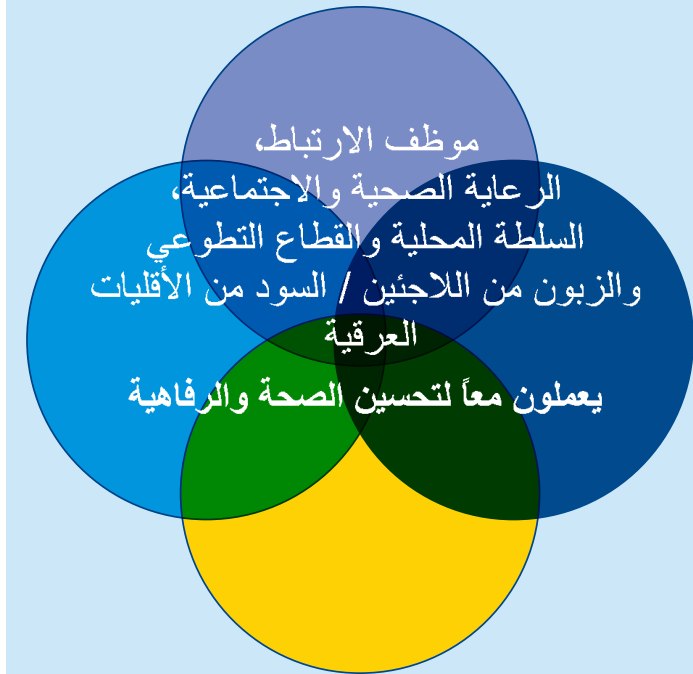 موظف الارتباط،
الرعاية الصحية والاجتماعية،
السلطة المحلية والقطاع التطوعي
والزبون من اللاجئين / السود من الأقليات
العرقية
يعملون معاً لتحسين الصحة والرفاهية